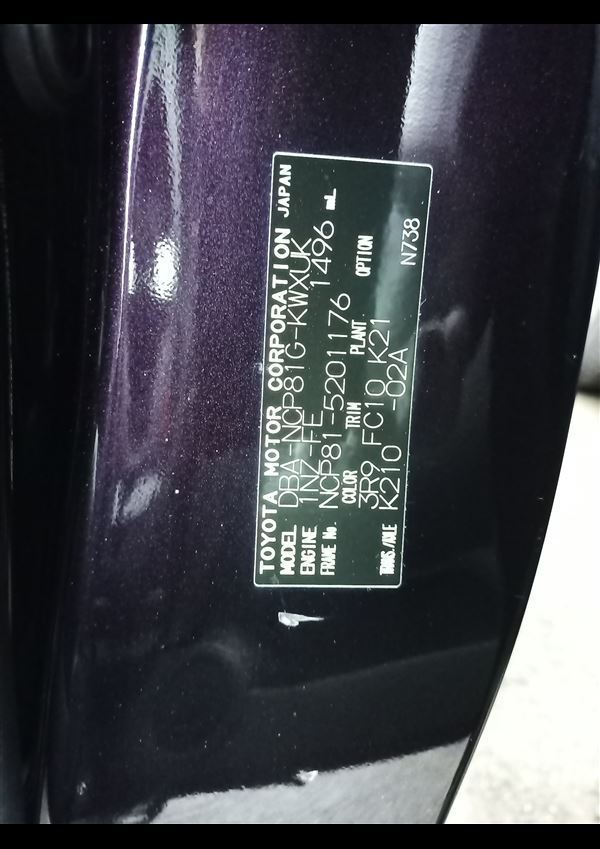 TOYOTA MOTOR CORPORATION JAPAN
MODEL DBA-NCP81G-KWXUK
ENGINE 1NZ-FE 1496 mL
FRAME No. NCP81-5201176
COLOR TRIM PLANT OPTION
3R9 FC10 K21
TRANS./AXLE K210 -02A N738